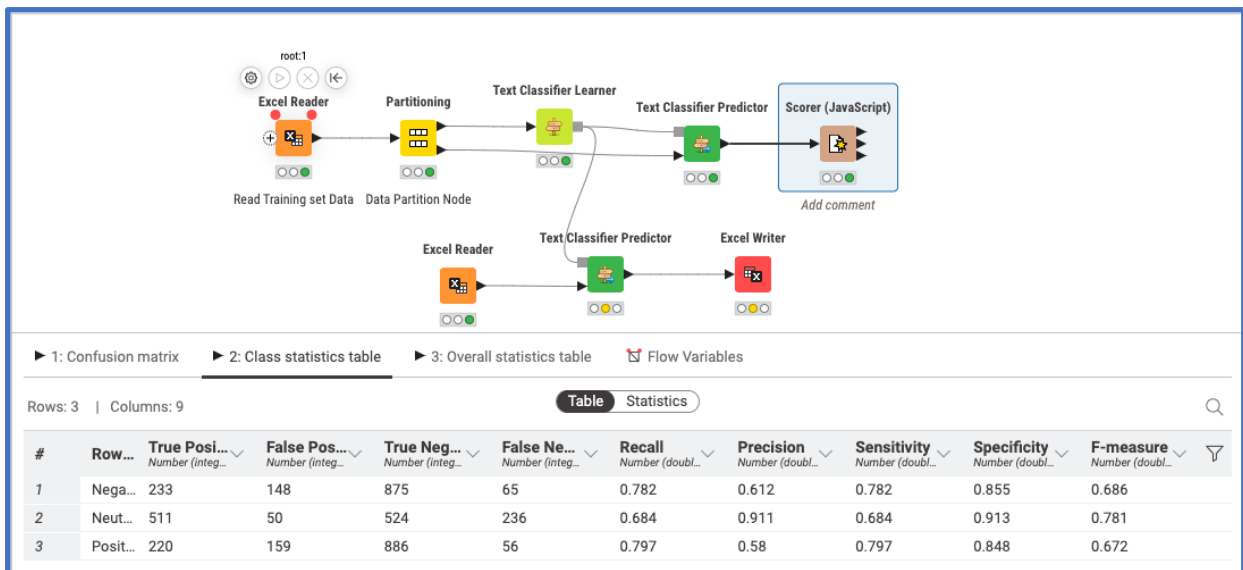 root:1
Excel Reader
Partitioning
Text Classifier Learner
Text Classifier Predictor
Scorer (JavaScript)
Read Training set Data
Data Partition Node
Add comment
Excel Reader
Text Classifier Predictor
Excel Writer
1: Confusion matrix 2: Class statistics table 3: Overall statistics table Flow Variables
Rows: 3 | Columns: 9 Table Statistics
# Row... True Posi... False Pos... True Neg... False Ne... Recall Precision Sensitivity Specificity F-measure
Number (integ... Number (integ... Number (integ... Number (integ... Number (doubl... Number (doubl... Number (doubl... Number (doubl... Number (doubl...
1 Nega... 233 148 875 65 0.782 0.612 0.782 0.855 0.686
2 Neut... 511 50 524 236 0.684 0.911 0.684 0.913 0.781
3 Posit... 220 159 886 56 0.797 0.58 0.797 0.848 0.672